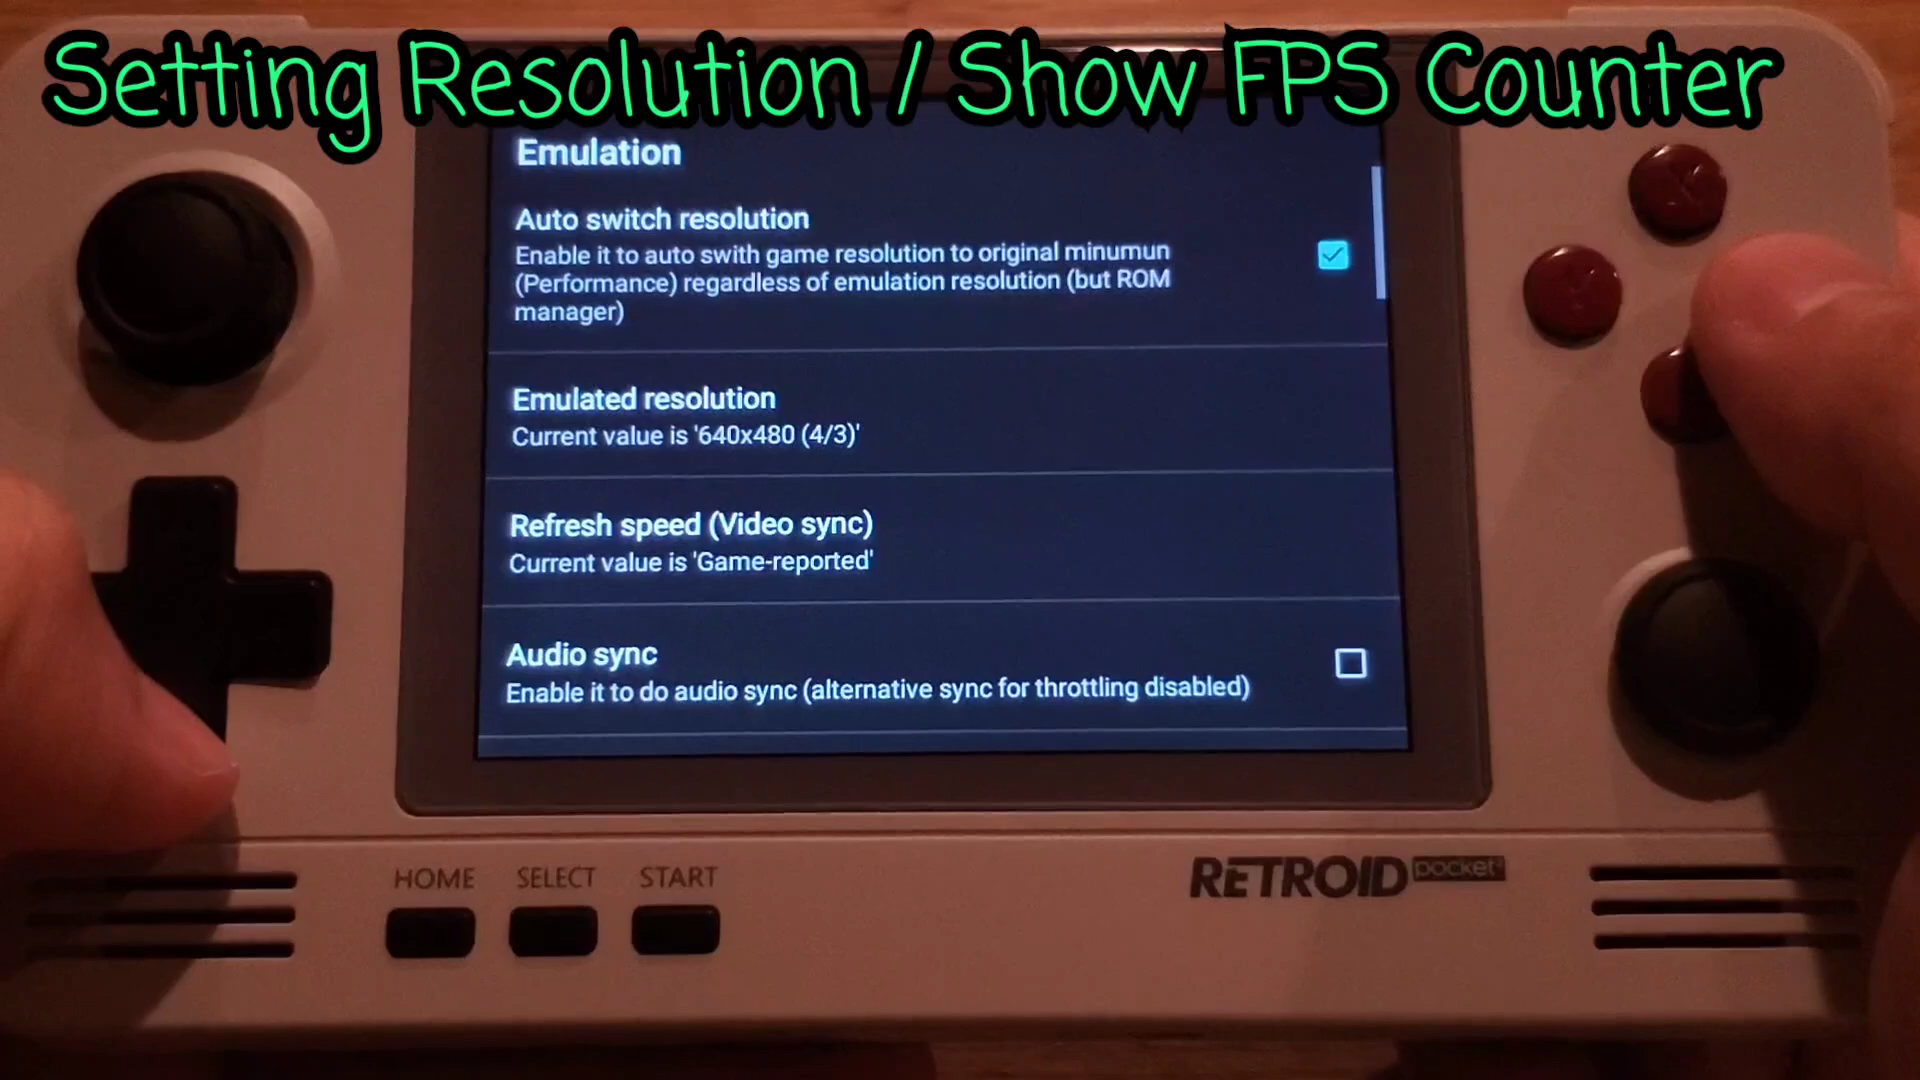 Setting Resolution / Show FPS Counter
Emulation
Auto switch resolution
Enable it to auto swith game resolution to original minumun
(Performance) regardless of emulation resolution (but ROM
manager)
Emulated resolution
Current value is '640x480 (4/3)'
Refresh speed (Video sync)
Current value is 'Game-reported'
Audio sync
Enable it to do audio sync (alternative sync for throttling disabled)
HOME SELECT START
RETROID pocket²